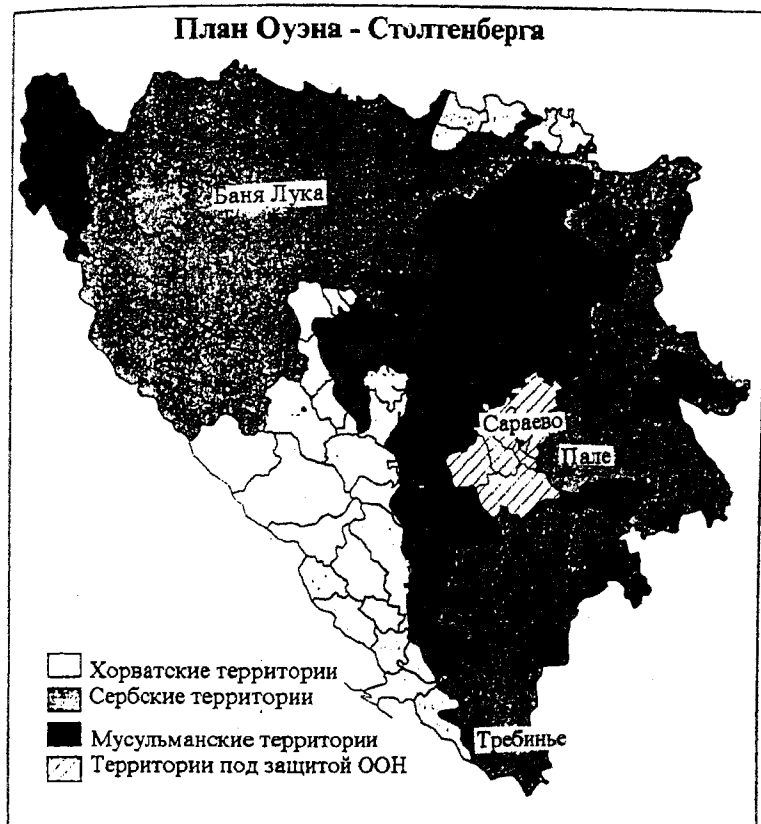 План Оуэна - Столтенберга
Баня Лука
Сараево
Пале
Хорватские территории
Сербские территории
Мусульманские территории
Территории под защитой ООН
Требинье